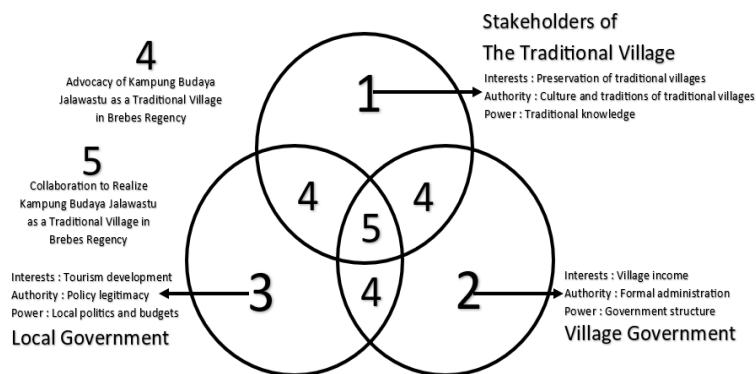 4
Advocacy of Kampung Budaya
Jalawastu as a Traditional Village
in Brebes Regency
5
Collaboration to Realize
Kampung Budaya Jalawastu
as a Traditional Village in
Brebes Regency
Stakeholders of
The Traditional Village
Interests : Preservation of traditional villages
Authority : Culture and traditions of traditional villages
Power : Traditional knowledge
1
4
4
5
4
3
2
Interests : Tourism development
Authority : Policy legitimacy
Power : Local politics and budgets
Local Government
Interests : Village income
Authority : Formal administration
Power : Government structure
Village Government